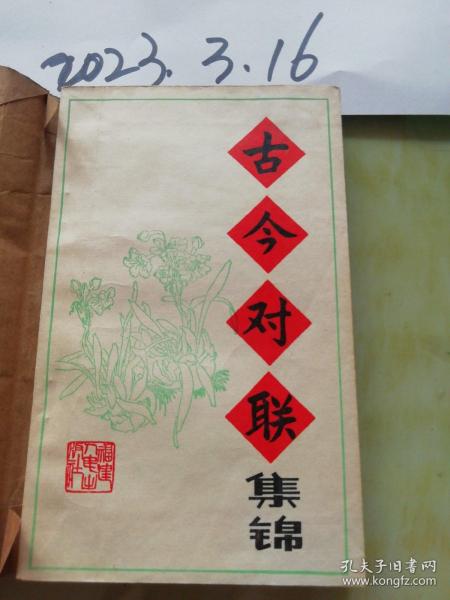 2023.3.16
古今对联
集锦
福建人民出版社
孔夫子旧书网
www.kongfz.com